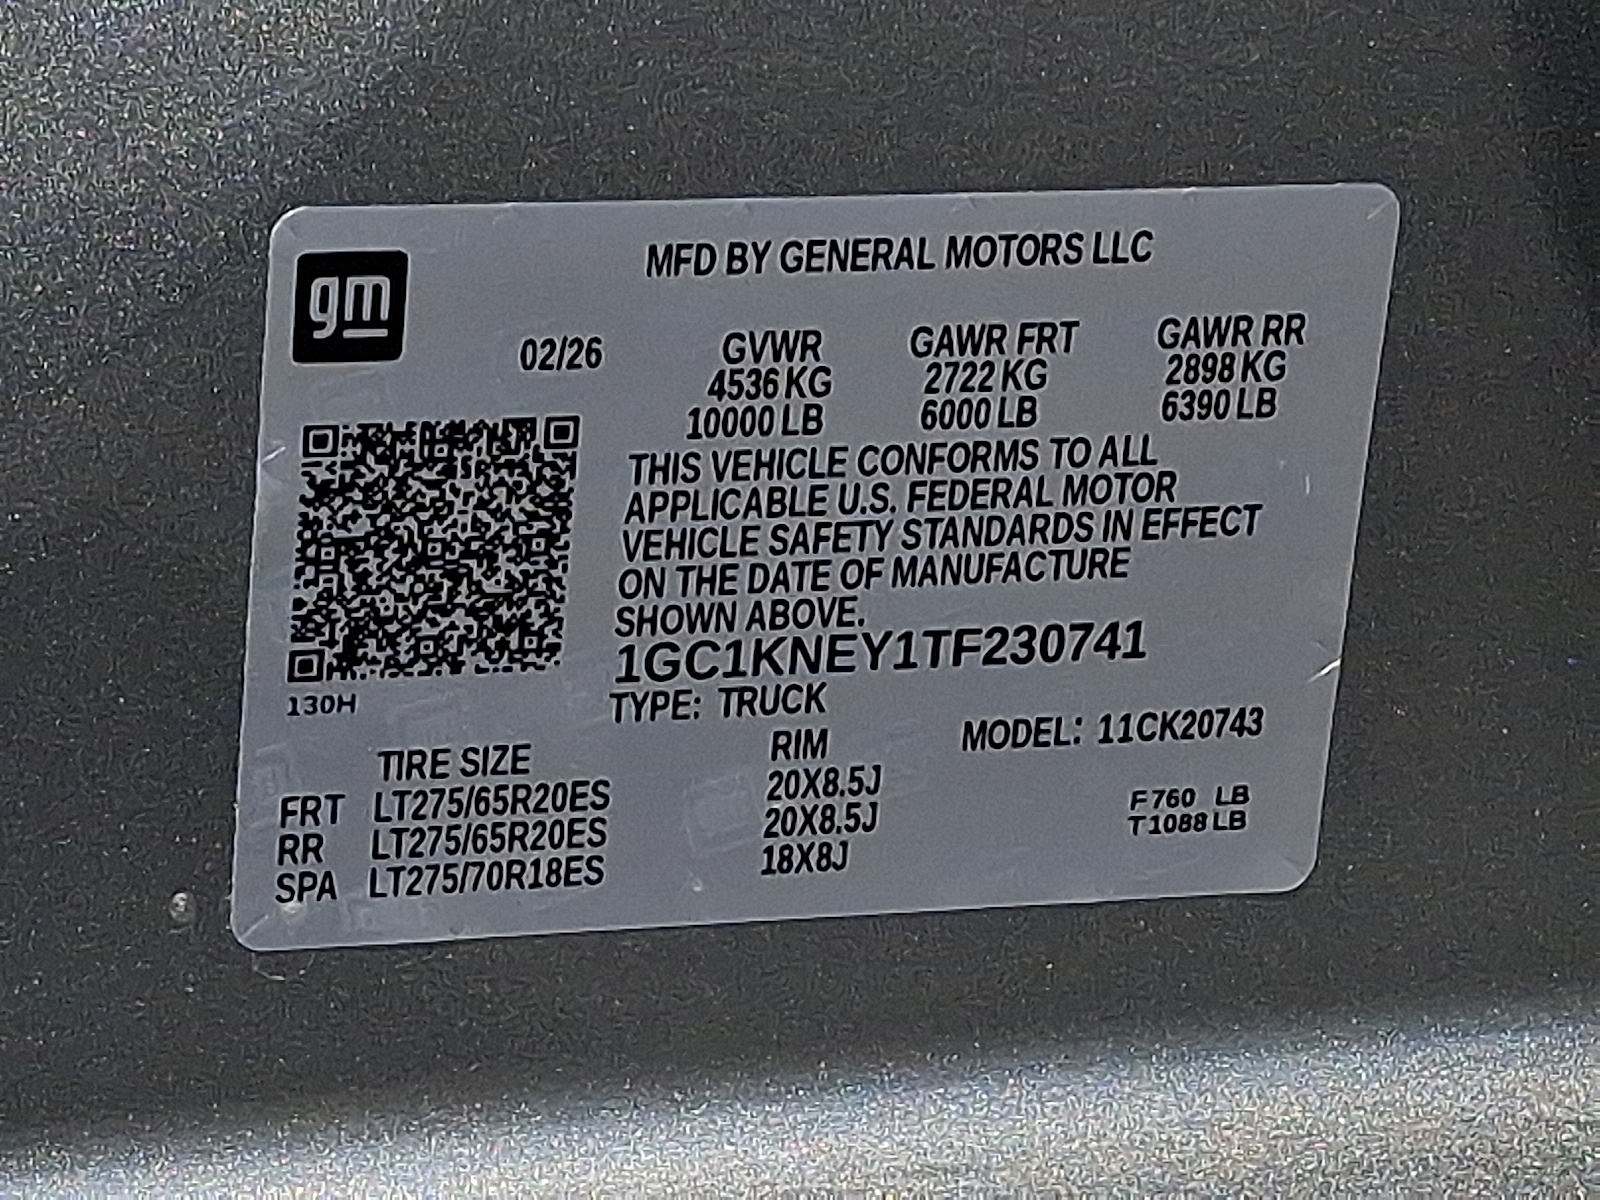 gm
MFD BY GENERAL MOTORS LLC
02/26 GVWR GAWR FRT GAWR RR
4536 KG 2722 KG 2898 KG
10000 LB 6000 LB 6390 LB
THIS VEHICLE CONFORMS TO ALL
APPLICABLE U.S. FEDERAL MOTOR
VEHICLE SAFETY STANDARDS IN EFFECT
ON THE DATE OF MANUFACTURE
SHOWN ABOVE.
1GC1KNEY1TF230741
130H
TYPE: TRUCK
MODEL: 11CK20743
TIRE SIZE RIM
FRT LT275/65R20ES 20X8.5J
RR LT275/65R20ES 20X8.5J
SPA LT275/70R18ES 18X8J
F 760 LB
T 1088 LB